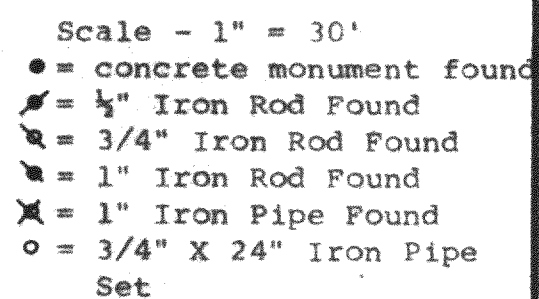 Scale - 1" = 30'
= concrete monument found
= ½" Iron Rod Found
= 3/4" Iron Rod Found
= 1" Iron Rod Found
= 1" Iron Pipe Found
= 3/4" X 24" Iron Pipe
Set